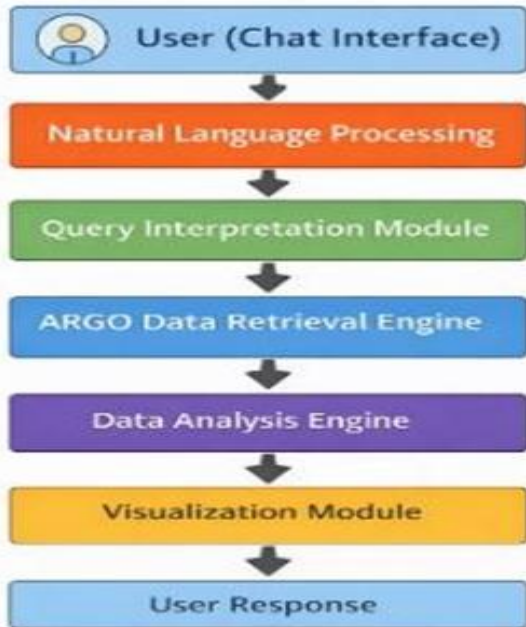 User (Chat Interface)
Natural Language Processing
Query Interpretation Module
ARGO Data Retrieval Engine
Data Analysis Engine
Visualization Module
User Response